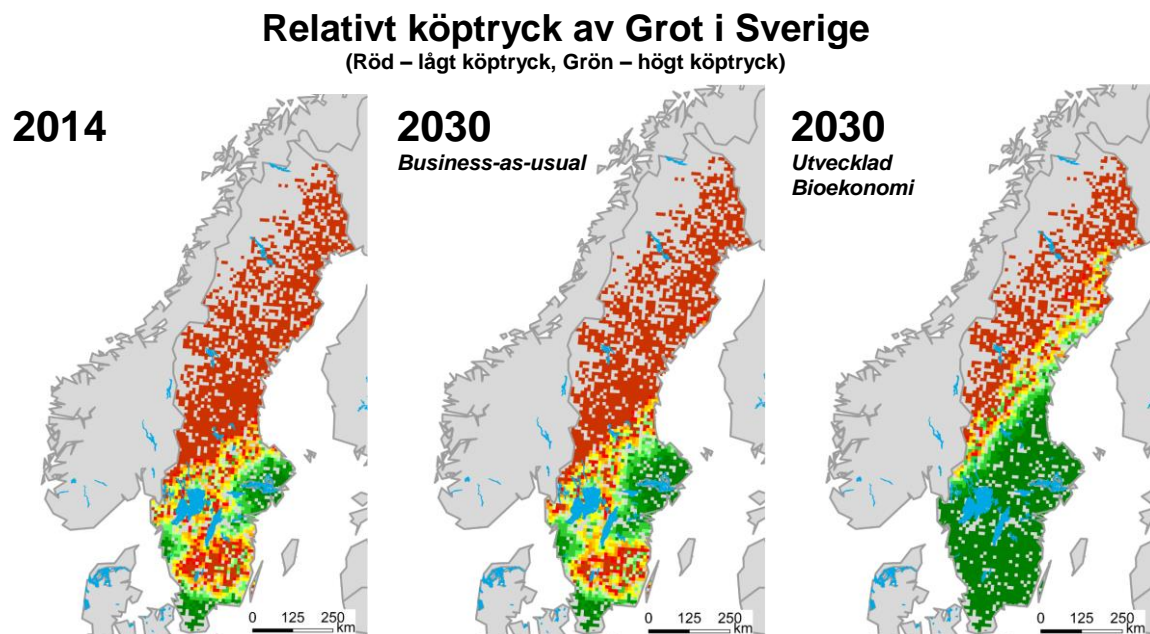 Relativt köptryck av Grot i Sverige
(Röd – lågt köptryck, Grön – högt köptryck)
2014
2030
Business-as-usual
2030
Utvecklad
Bioekonomi
0 125 250
km
0 125 250
km
0 125 250
km